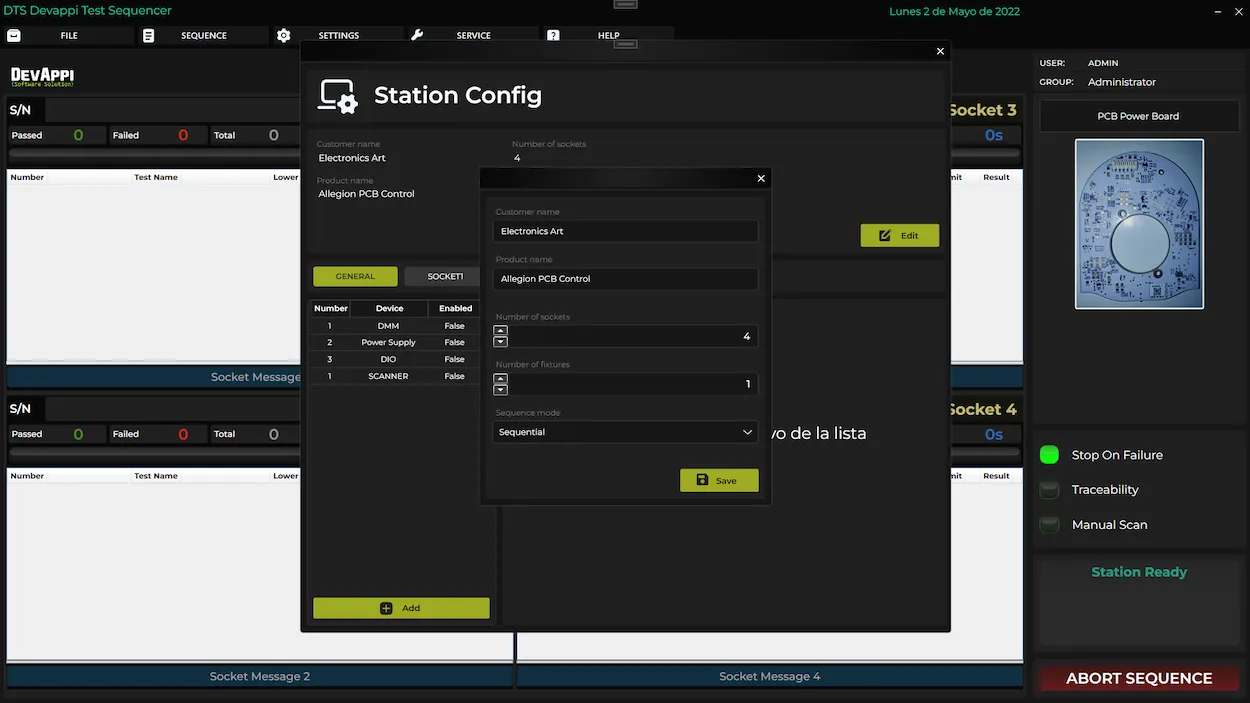 DTS Devappi Test Sequencer
Lunes 2 de Mayo de 2022
FILE SEQUENCE SETTINGS SERVICE HELP
DEVAPPI
(Software Solution)
S/N
Passed 0 Failed 0 Total 0
Number Test Name Lower
Socket Message
S/N
Passed 0 Failed 0 Total 0
Number Test Name Lower
Socket Message 2
Station Config
Customer name
Electronics Art
Number of sockets
4
Product name
Allegion PCB Control
Edit
GENERAL SOCKET1
Number Device Enabled
1 DMM False
2 Power Supply False
3 DIO False
1 SCANNER False
Add
vo de la lista
Customer name
Electronics Art
Product name
Allegion PCB Control
Number of sockets
4
Number of fixtures
1
Sequence mode
Sequential
Save
Socket 3
0s
mit Result
Socket 4
0s
mit Result
Socket Message 4
USER: ADMIN
GROUP: Administrator
PCB Power Board
Stop On Failure
Traceability
Manual Scan
Station Ready
ABORT SEQUENCE